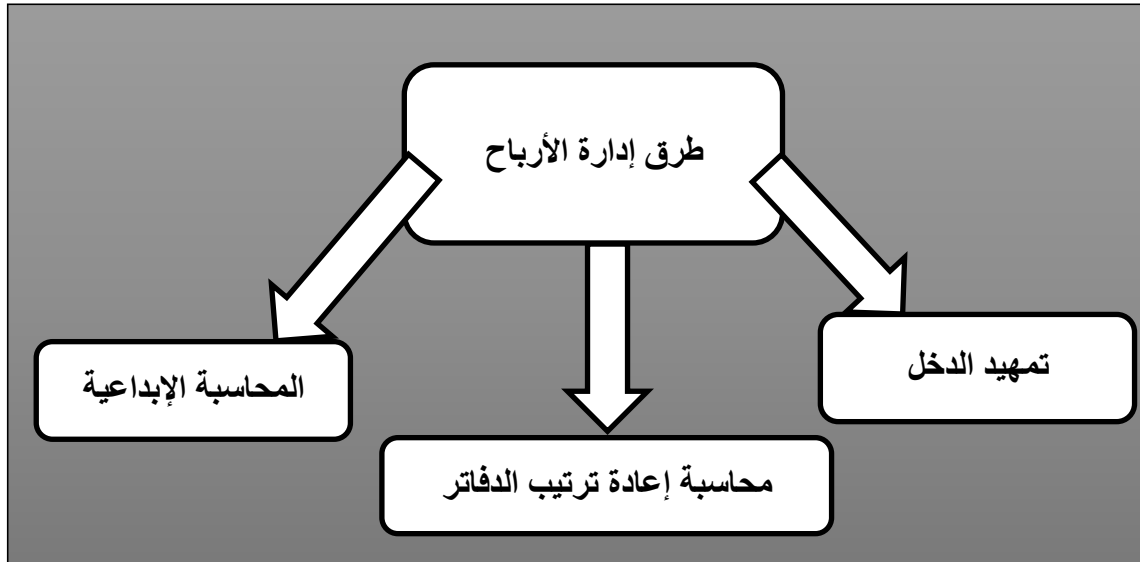 طرق إدارة الأرباح
تمهيد الدخل
المحاسبة الإبداعية
محاسبة إعادة ترتيب الدفاتر